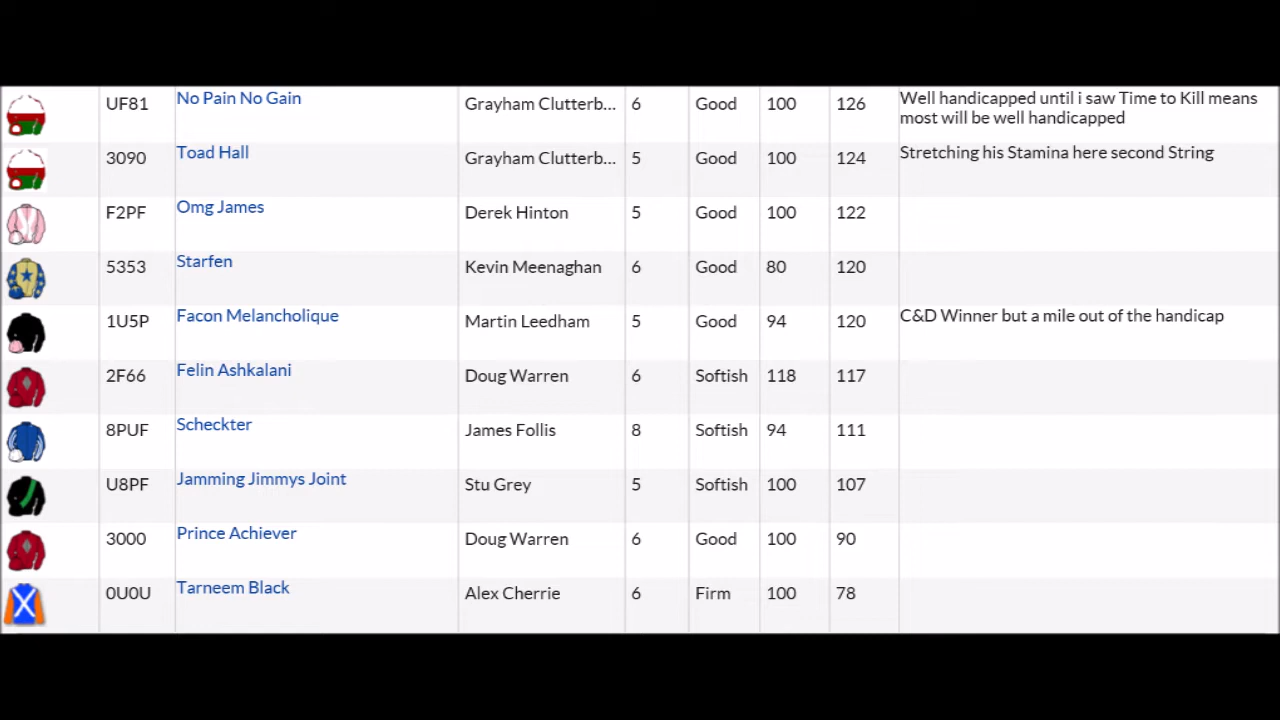 UF81 No Pain No Gain Grayham Clutterb... 6 Good 100 126 Well handicapped until i saw Time to Kill means
most will be well handicapped
3090 Toad Hall Grayham Clutterb... 5 Good 100 124 Stretching his Stamina here second String
F2PF Omg James Derek Hinton 5 Good 100 122
5353 Starfen Kevin Meenaghan 6 Good 80 120
1U5P Facon Melancholique Martin Leedham 5 Good 94 120 C&D Winner but a mile out of the handicap
2F66 Felin Ashkalani Doug Warren 6 Softish 118 117
8PUF Scheckter James Follis 8 Softish 94 111
U8PF Jamming Jimmys Joint Stu Grey 5 Softish 100 107
3000 Prince Achiever Doug Warren 6 Good 100 90
0U0U Tarneem Black Alex Cherrie 6 Firm 100 78